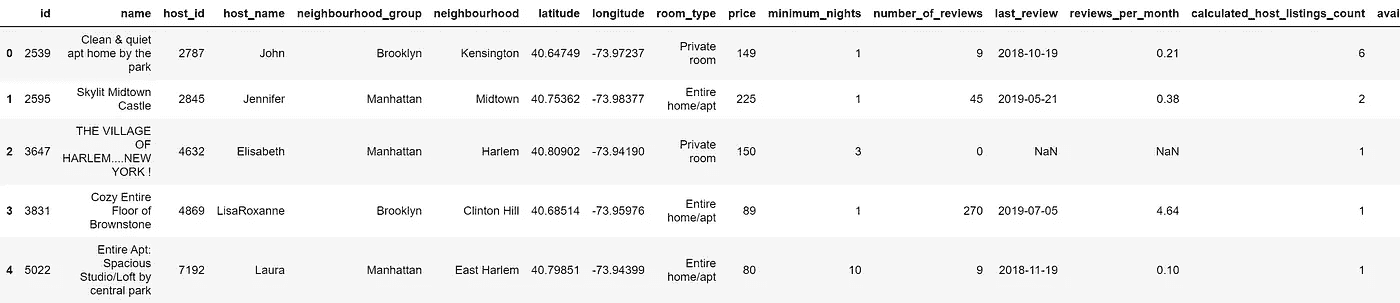 id name host_id host_name neighbourhood_group neighbourhood latitude longitude room_type price minimum_nights number_of_reviews last_review reviews_per_month calculated_host_listings_count avai
Clean & quiet
0 2539 apt home by the 2787 John Brooklyn Kensington 40.64749 -73.97237 Private room 149 1 9 2018-10-19 0.21 6
park
1 2595 Skylit Midtown 2845 Jennifer Manhattan Midtown 40.75362 -73.98377 Entire home/apt 225 1 45 2019-05-21 0.38 2
Castle
THE VILLAGE
OF
2 3647 HARLEM....NEW 4632 Elisabeth Manhattan Harlem 40.80902 -73.94190 Private room 150 3 0 NaN NaN 1
YORK !
Cozy Entire
3 3831 Floor of 4869 LisaRoxanne Brooklyn Clinton Hill 40.68514 -73.95976 Entire home/apt 89 1 270 2019-07-05 4.64 1
Brownstone
Entire Apt:
Spacious
4 5022 Studio/Loft by 7192 Laura Manhattan East Harlem 40.79851 -73.94399 Entire home/apt 80 10 9 2018-11-19 0.10 1
central park